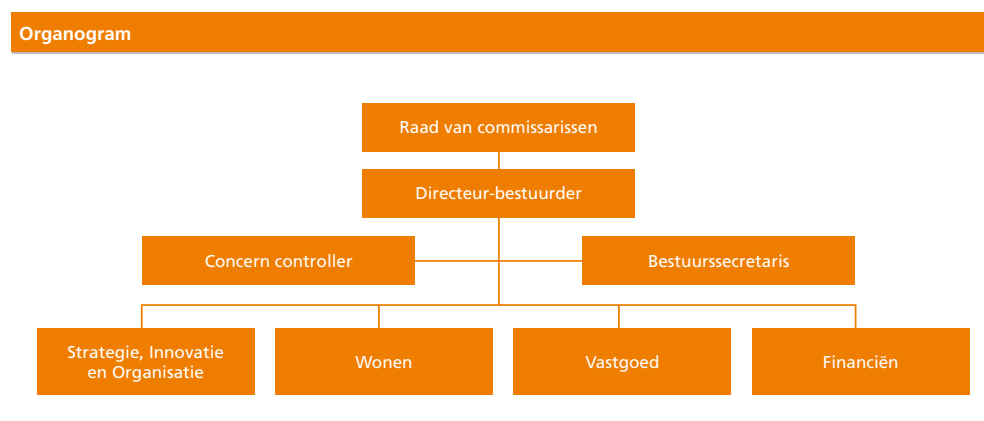 Organogram
Raad van commissarissen
Directeur-bestuurder
Concern controller
Bestuurssecretaris
Strategie, Innovatie
en Organisatie
Wonen
Vastgoed
Financiën